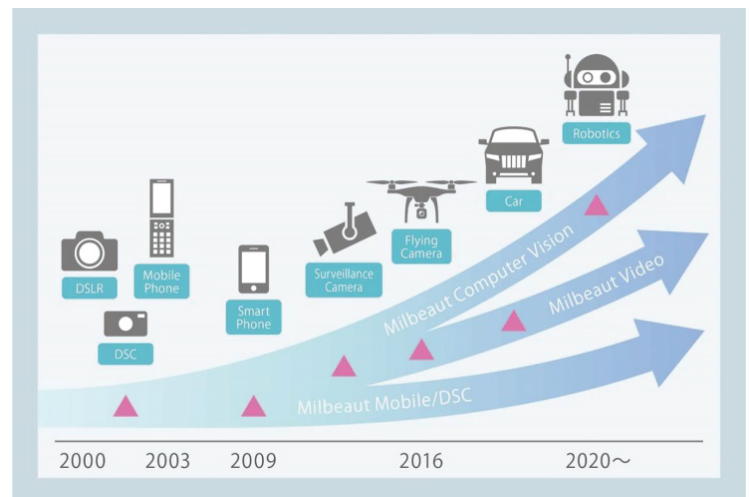 Robotics
Car
Flying
Camera
Surveillance
Camera
Mobile
Phone
DSLR
DSC
Smart
Phone
Milbeaut Computer Vision
Milbeaut Video
Milbeaut Mobile/DSC
2000
2003
2009
2016
2020～